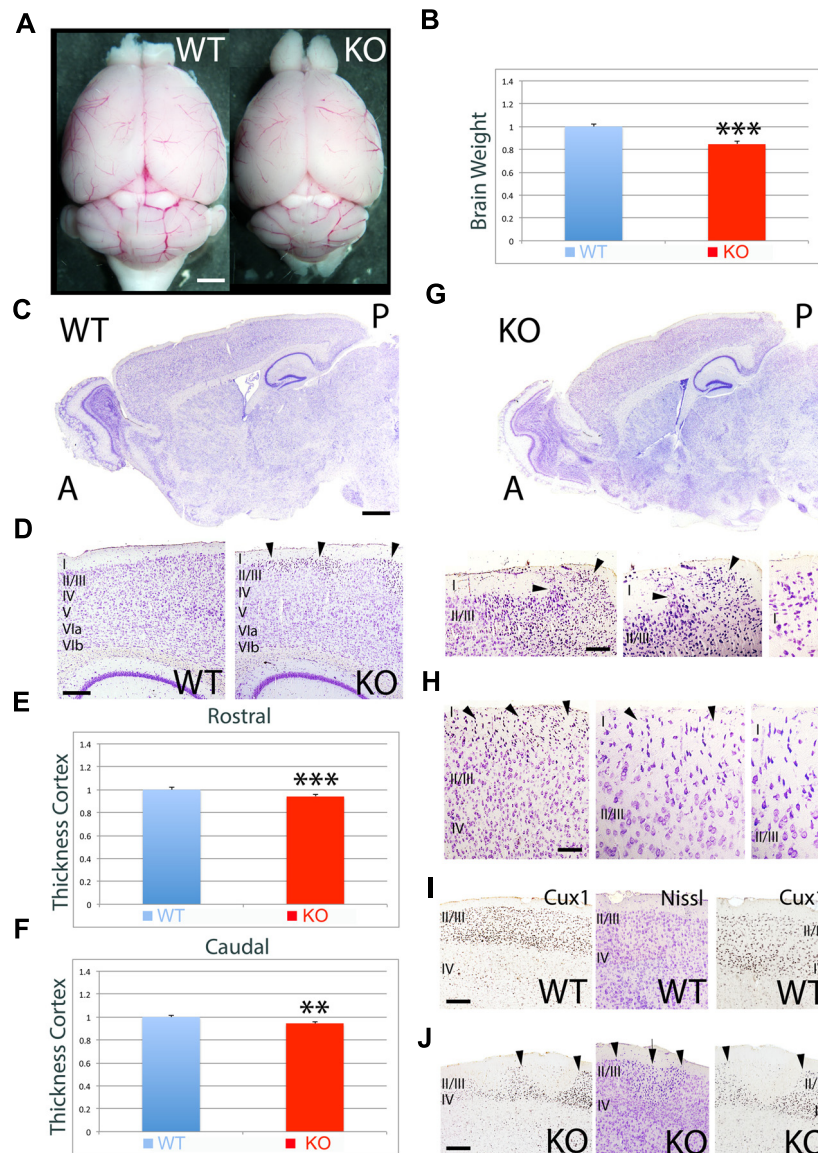 A
WT
KO
B
Brain Weight
1.4
1.2
1
0.8
0.6
0.4
0.2
0
***
WT
KO
C
WT
P
A
G
KO
P
A
D
I
II/III
IV
V
VIa
VIb
WT
I
II/III
IV
V
VIa
VIb
KO
I
II/III
I
II/III
I
E
Rostral
Thickness Cortex
1.4
1.2
1
0.8
0.6
0.4
0.2
0
***
WT
KO
H
I
II/III
IV
I
II/III
I
II/III
F
Caudal
Thickness Cortex
1.4
1.2
1
0.8
0.6
0.4
0.2
0
**
WT
KO
I
Cux1
II/III
IV
WT
Nissl
II/III
IV
WT
Cux1
WT
J
II/III
IV
KO
II/III
IV
KO
KO